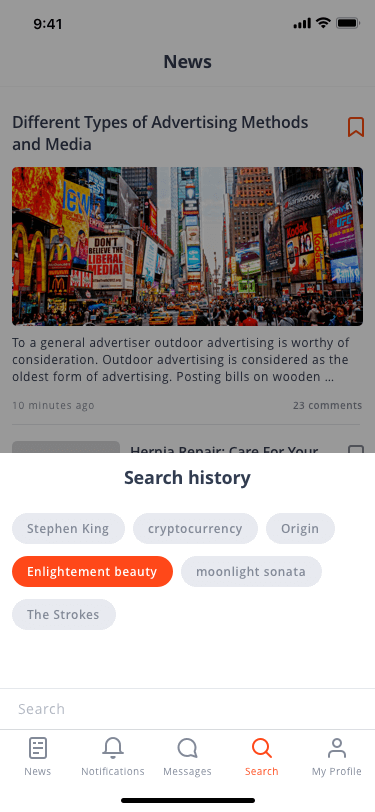 9:41
News
Different Types of Advertising Methods
and Media
DON'T
BELIEVE THE
LIBERAL
MEDIA!
Kodak
To a general advertiser outdoor advertising is worthy of
consideration. Outdoor advertising is considered as the
oldest form of advertising. Posting bills on wooden ...
10 minutes ago
23 comments
Hernia Repair: Care For Your
Search history
Stephen King
cryptocurrency
Origin
Enlightement beauty
moonlight sonata
The Strokes
Search
News
Notifications
Messages
Search
My Profile